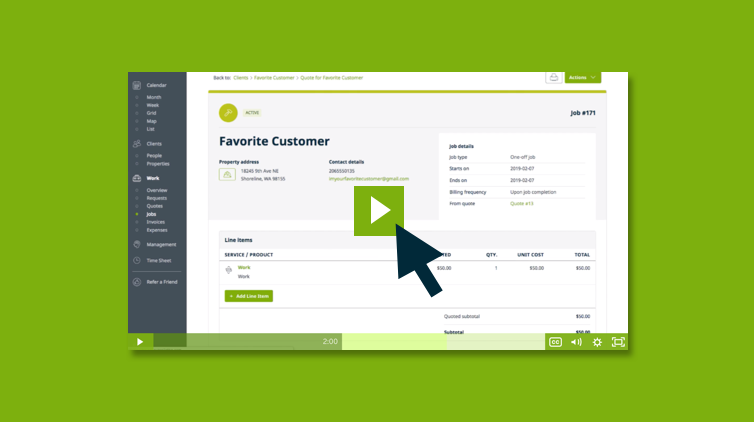 Back to: Clients > Favorite Customer > Quote for Favorite Customer
Actions
Calendar
Month
Week
Grid
Map
List
Clients
People
Properties
Work
Overview
Requests
Quotes
Jobs
Invoices
Expenses
Management
Time Sheet
Refer a Friend
ACTIVE
Job #171
Favorite Customer
Property address
18245 5th Ave NE
Shoreline, WA 98155
Contact details
2065550135
imyourfavoritecustomer@gmail.com
Job details
Job type One-off job
Starts on 2019-02-07
Ends on 2019-02-07
Billing frequency Upon job completion
From quote Quote #13
Line items
SERVICE / PRODUCT QTY. UNIT COST TOTAL
Work $50.00 1 $50.00 $50.00
Work
+ Add Line Item
Quoted subtotal $50.00
Subtotal $50.00
2:00
CC